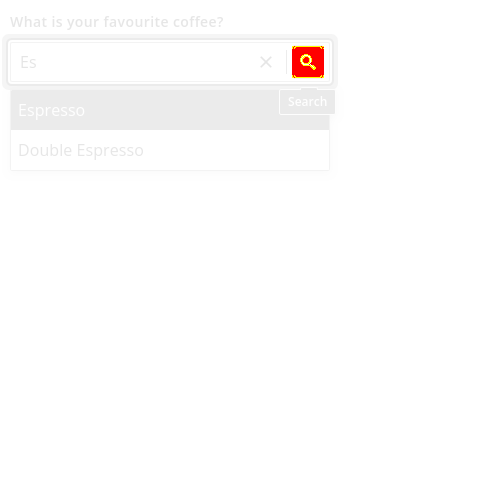 What is your favourite coffee?
Es
Search
Espresso
Double Espresso